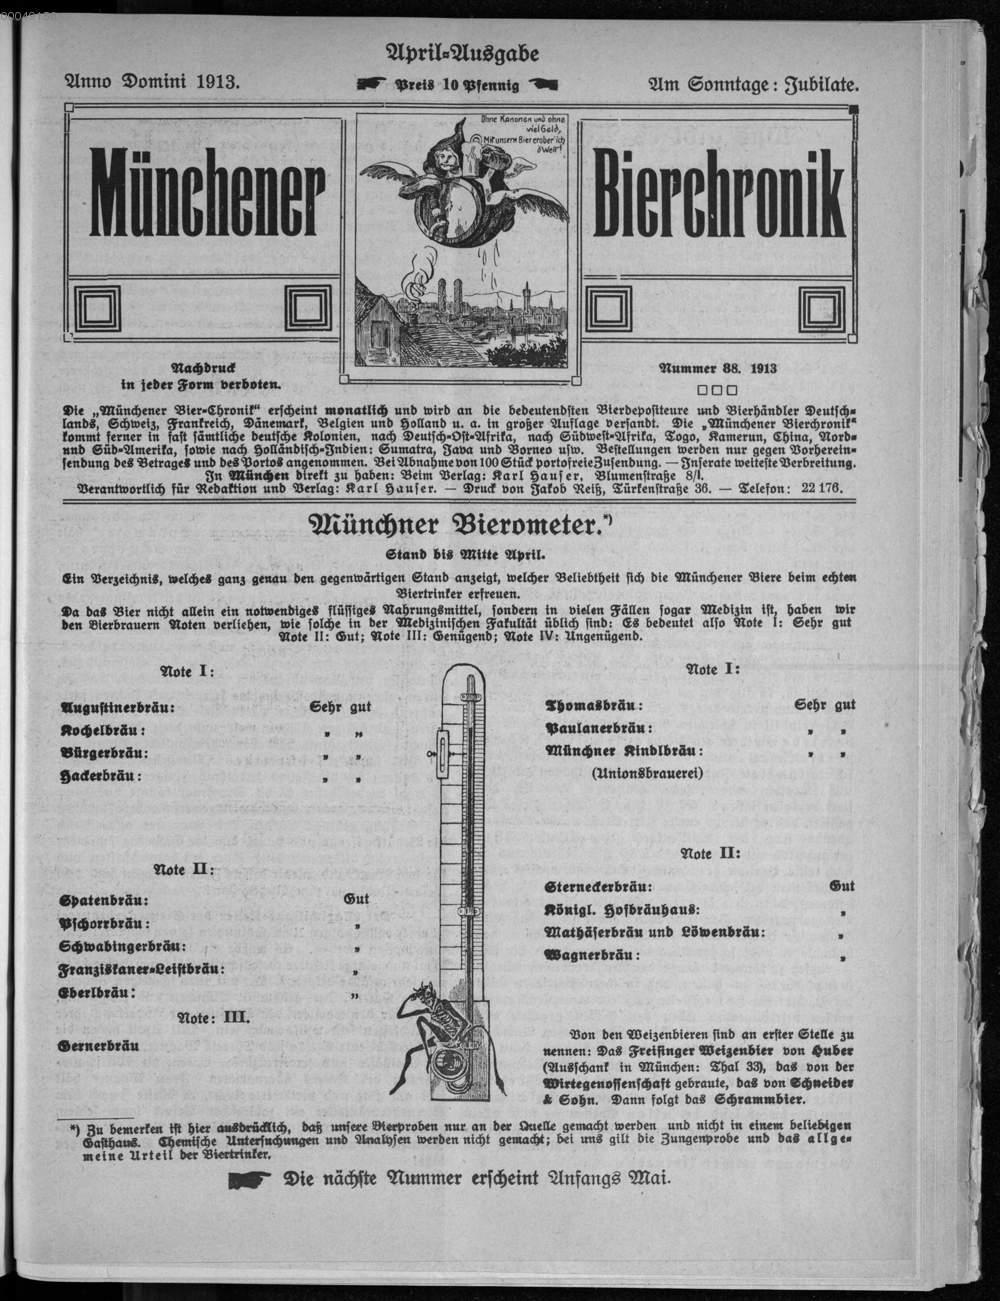 April-Ausgabe
Anno Domini 1913.
Preis 10 Pfennig
Am Sonntage: Jubilate.
Münchener
Ohne Kanonen und ohne
viel Geld,
Mit unserm Bier erober' ich
d'Welt!
Bierchronik
Nachdruck
in jeder Form verboten.
Nummer 38. 1913
Die „Münchener Bier-Chronik“ erscheint monatlich und wird an die bedeutendsten Bierdepositeure und Bierhändler Deutsch-
lands, Schweiz, Frankreich, Dänemark, Belgien und Holland u. a. in großer Auflage versandt. Die „Münchener Bierchronik“
kommt ferner in fast sämtliche deutsche Kolonien, nach Deutsch-Ost-Afrika, nach Südwest-Afrika, Togo, Kamerun, China, Nord-
und Süd-Amerika, sowie nach Holländisch-Indien: Sumatra, Java und Borneo usw. Bestellungen werden nur gegen Vorherein-
sendung des Betrages und des Portos angenommen. Bei Abnahme von 100 Stück portofreie Zusendung. — Inserate weiteste Verbreitung.
In München direkt zu haben: Beim Verlag: Karl Hauser, Blumenstraße 8/I.
Verantwortlich für Redaktion und Verlag: Karl Hauser. — Druck von Jakob Reiß, Türkenstraße 36. — Telefon: 22 176.
Münchner Bierometer.*)
Stand bis Mitte April.
Ein Verzeichnis, welches ganz genau den gegenwärtigen Stand anzeigt, welcher Beliebtheit sich die Münchener Biere beim echten
Biertrinker erfreuen.
Da das Bier nicht allein ein notwendiges flüssiges Nahrungsmittel, sondern in vielen Fällen sogar Medizin ist, haben wir
den Bierbrauern Noten verliehen, wie solche in der Medizinischen Fakultät üblich sind: Es bedeutet also Note I: Sehr gut
Note II: Gut; Note III: Genügend; Note IV: Ungenügend.
Note I:
Augustinerbräu: Sehr gut
Kochelbräu: „ „
Bürgerbräu: „ „
Hackerbräu: „ „
Note II:
Spatenbräu: Gut
Pschorrbräu: „
Schwabingerbräu: „
Franziskaner-Leistbräu: „
Eberlbräu: „
Note: III.
Gernerbräu
Note I:
Thomasbräu: Sehr gut
Paulanerbräu: „ „
Münchner Kindlbräu: „ „
(Unionsbrauerei)
Note II:
Sterneckerbräu: Gut
Königl. Hofbräuhaus: „
Mathäserbräu und Löwenbräu: „
Wagnerbräu: „
Von den Weizenbieren sind an erster Stelle zu
nennen: Das Freisinger Weizenbier von Huber
(Ausschank in München: Thal 33), das von der
Wirtegenossenschaft gebraute, das von Schneider
& Sohn. Dann folgt das Schrammbier.
*) Zu bemerken ist hier ausdrücklich, daß unsere Bierproben nur an der Quelle gemacht werden und nicht in einem beliebigen
Gasthaus. Chemische Untersuchungen und Analysen werden nicht gemacht; bei uns gilt die Zungenprobe und das allge-
meine Urteil der Biertrinker.
Die nächste Nummer erscheint Anfangs Mai.